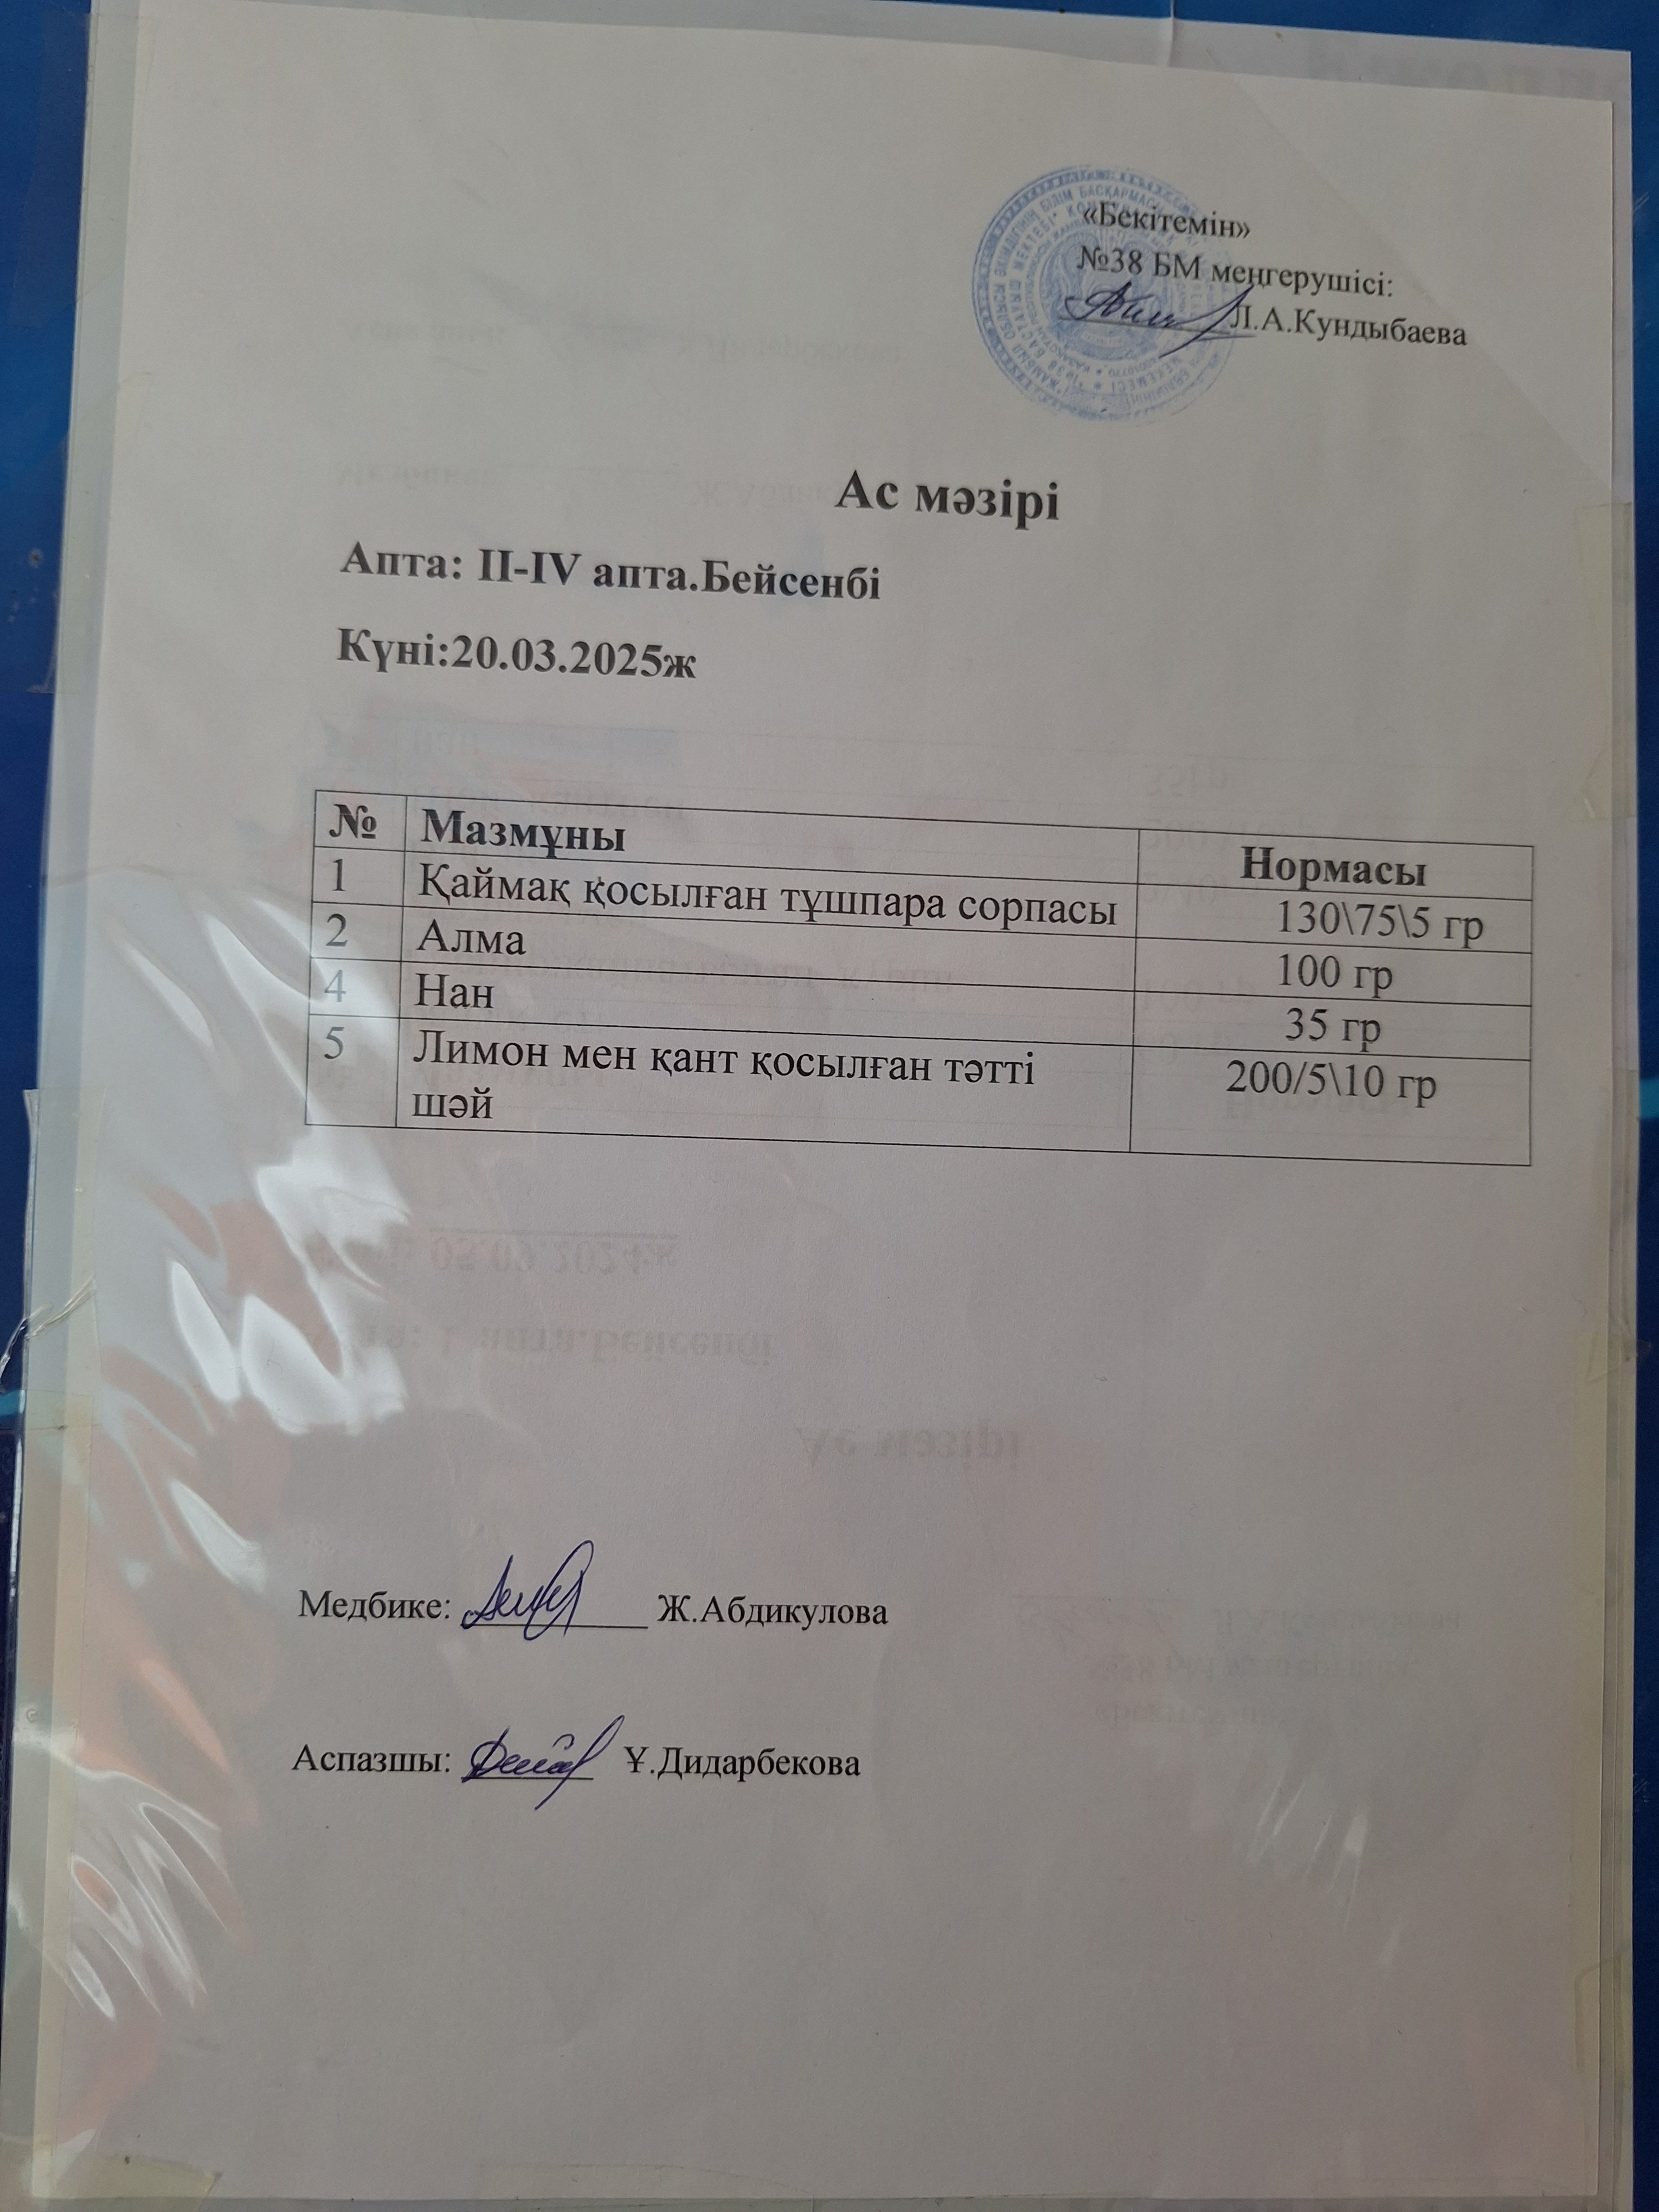 «Бекітемін»
№38 БМ меңгерушісі:
Л.А.Кундыбаева
Ас мәзірі
Апта: II-IV апта.Бейсенбі
Күні:20.03.2025ж
№ Мазмұны Нормасы
1 Қаймақ қосылған тұшпара сорпасы 130\75\5 гр
2 Алма 100 гр
4 Нан 35 гр
5 Лимон мен қант қосылған тәтті 200/5\10 гр
шәй
Медбике: Ж.Абдикулова
Аспазшы: Ұ.Дидарбекова